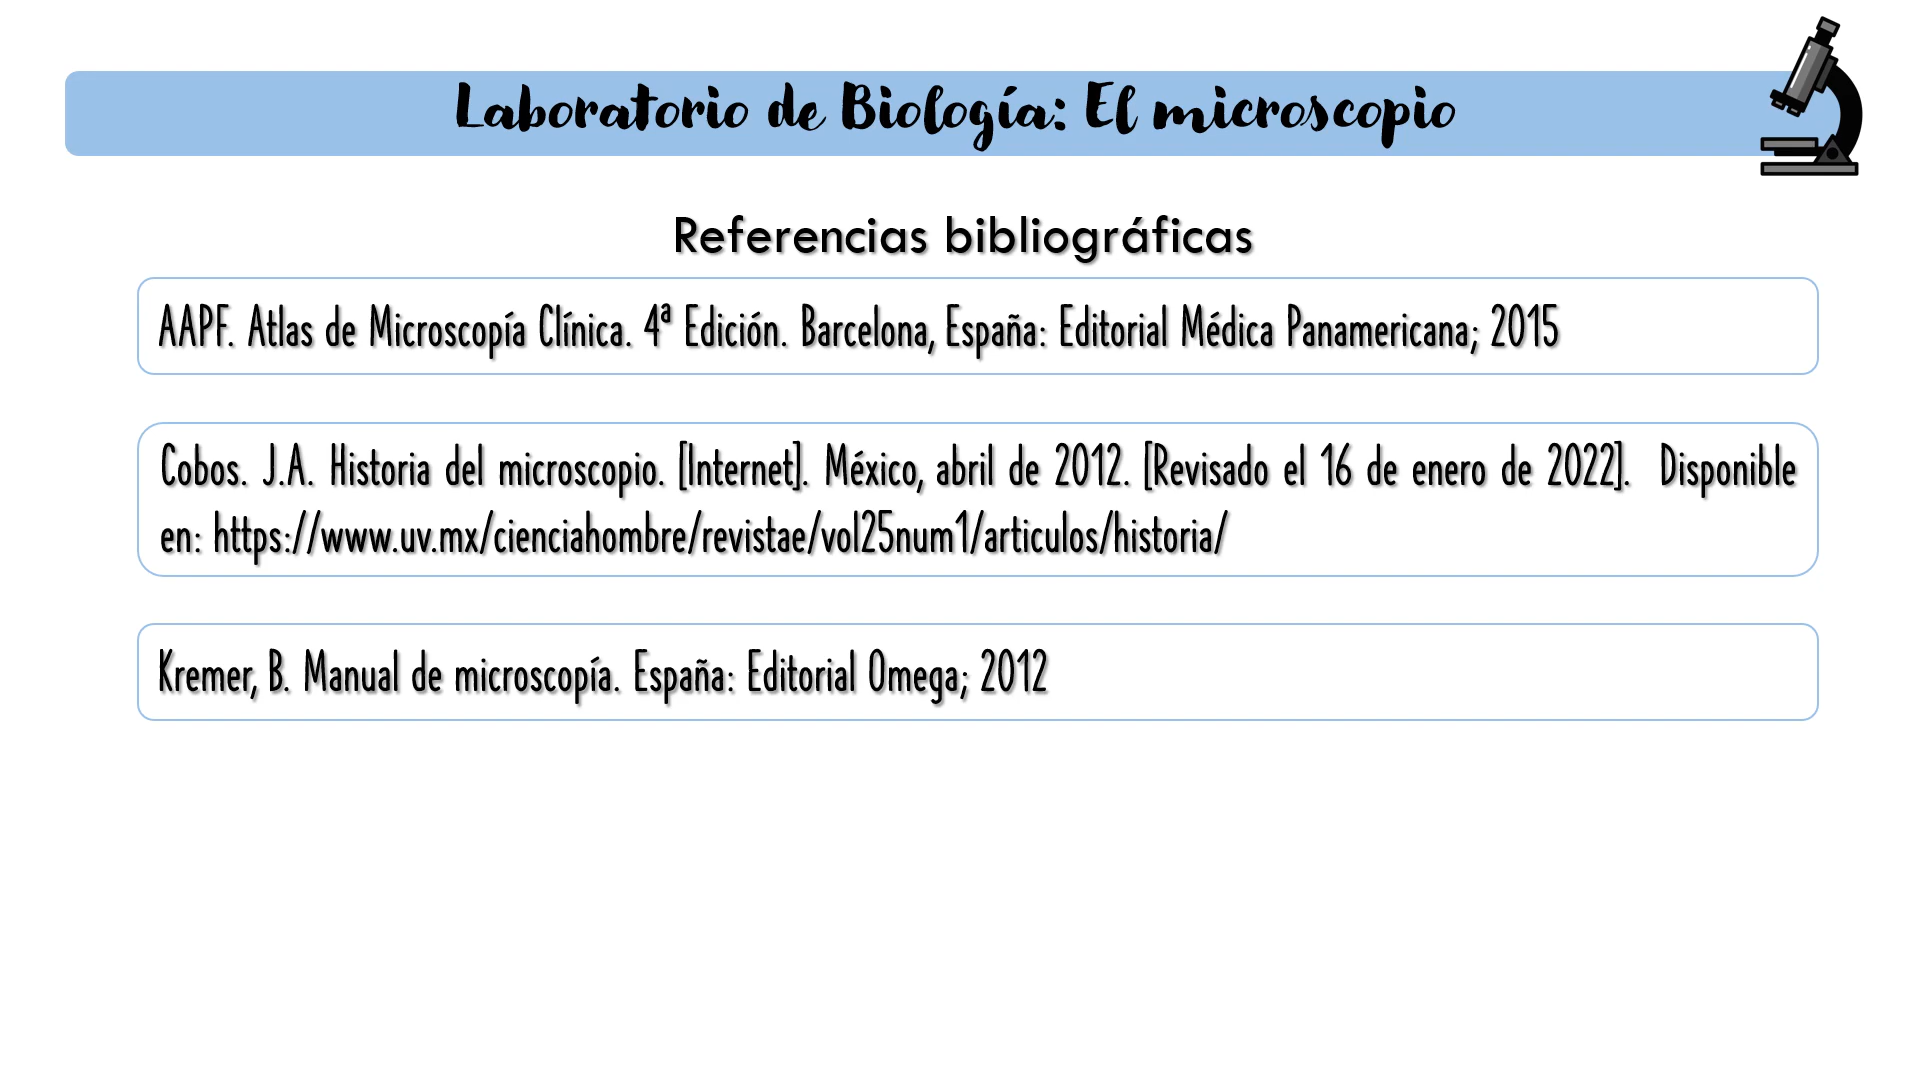 Laboratorio de Biología: El microscopio
Referencias bibliográficas
AAPF. Atlas de Microscopía Clínica. 4ª Edición. Barcelona, España: Editorial Médica Panamericana; 2015
Cobos. J.A. Historia del microscopio. [Internet]. México, abril de 2012. [Revisado el 16 de enero de 2022]. Disponible
en: https://www.uv.mx/cienciahombre/revistae/vol25num1/articulos/historia/
Kremer, B. Manual de microscopía. España: Editorial Omega; 2012